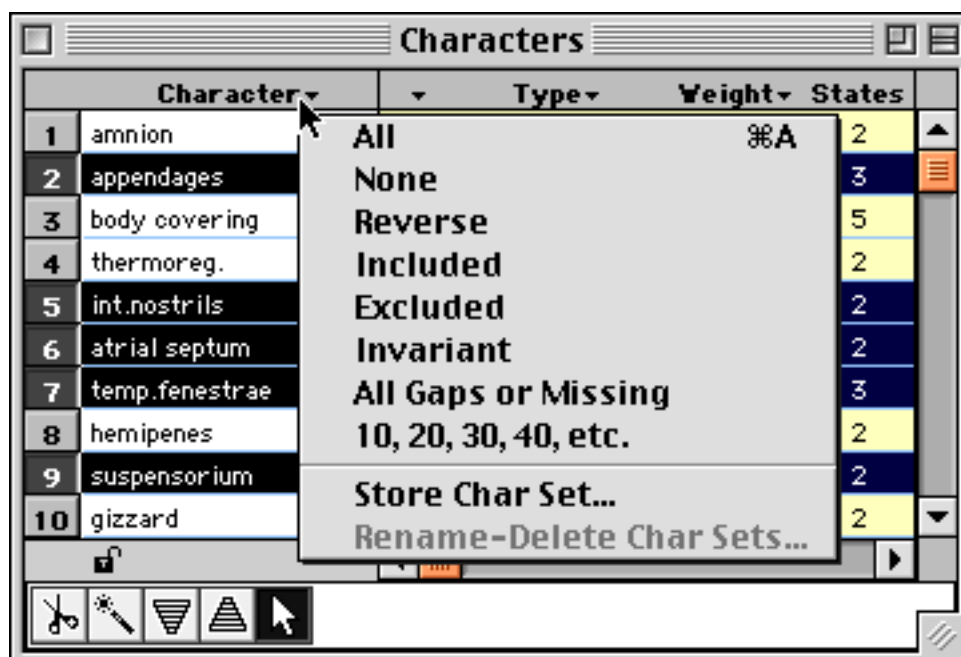 Characters
Character Type Weight States
1 amnion 2
2 appendages 3
3 body covering 5
4 thermoreg. 2
5 int.nostrils 2
6 atrial septum 2
7 temp.fenestrae 3
8 hemipenes 2
9 suspensorium 2
10 gizzard 2
All ⌘A
None
Reverse
Included
Excluded
Invariant
All Gaps or Missing
10, 20, 30, 40, etc.
Store Char Set...
Rename-Delete Char Sets...